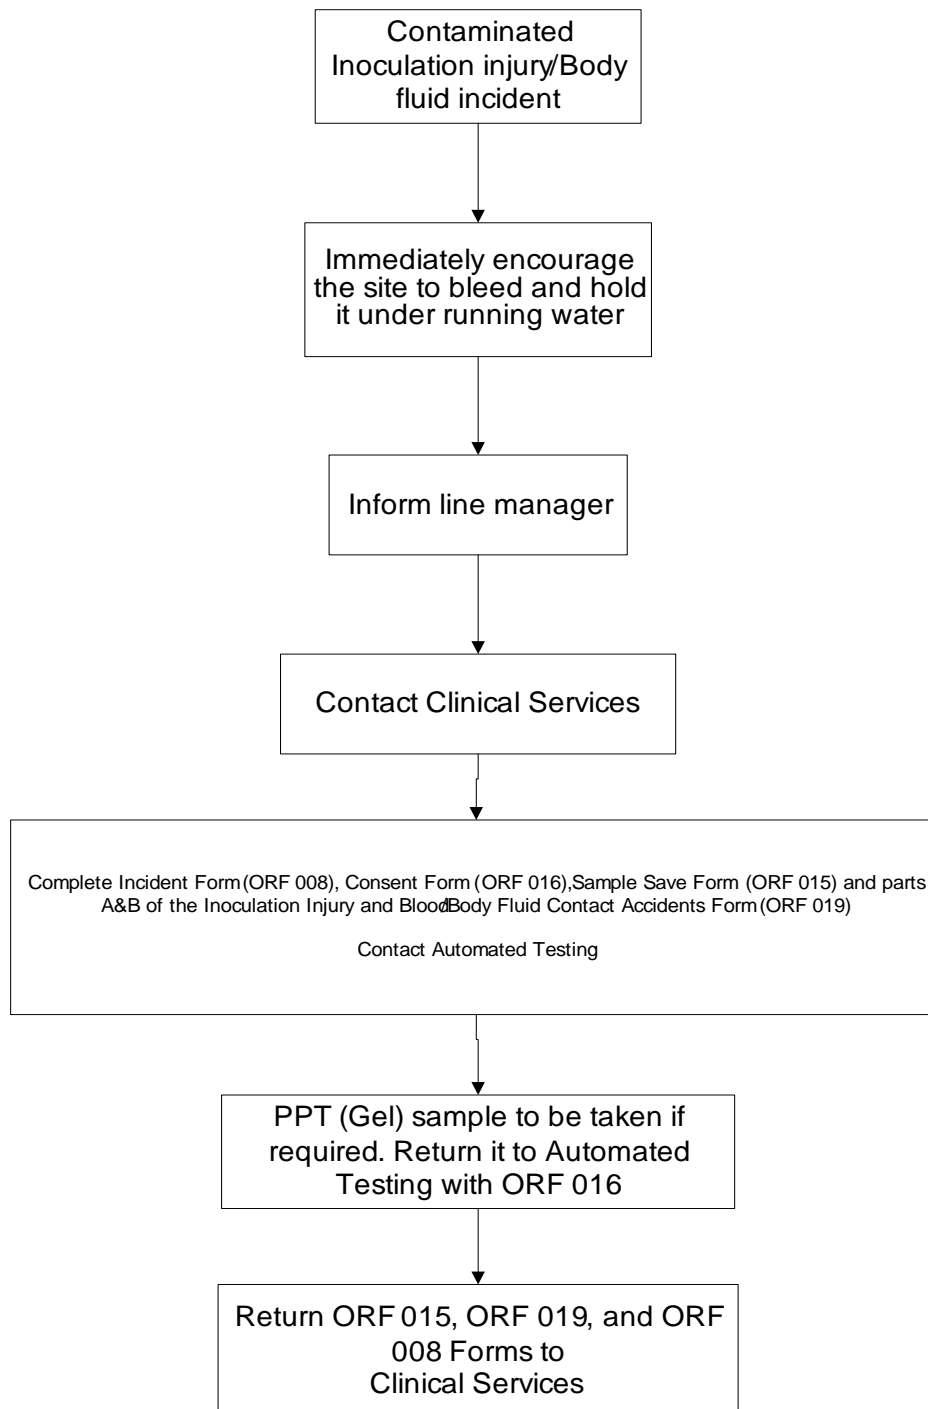 Contaminated
Inoculation injury/Body
fluid incident
Immediately encourage
the site to bleed and hold
it under running water
Inform line manager
Contact Clinical Services
Complete Incident Form (ORF 008), Consent Form (ORF 016),Sample Save Form (ORF 015) and parts
A&B of the Inoculation Injury and Blood/Body Fluid Contact Accidents Form (ORF 019)
Contact Automated Testing
PPT (Gel) sample to be taken if
required. Return it to Automated
Testing with ORF 016
Return ORF 015, ORF 019, and ORF
008 Forms to
Clinical Services